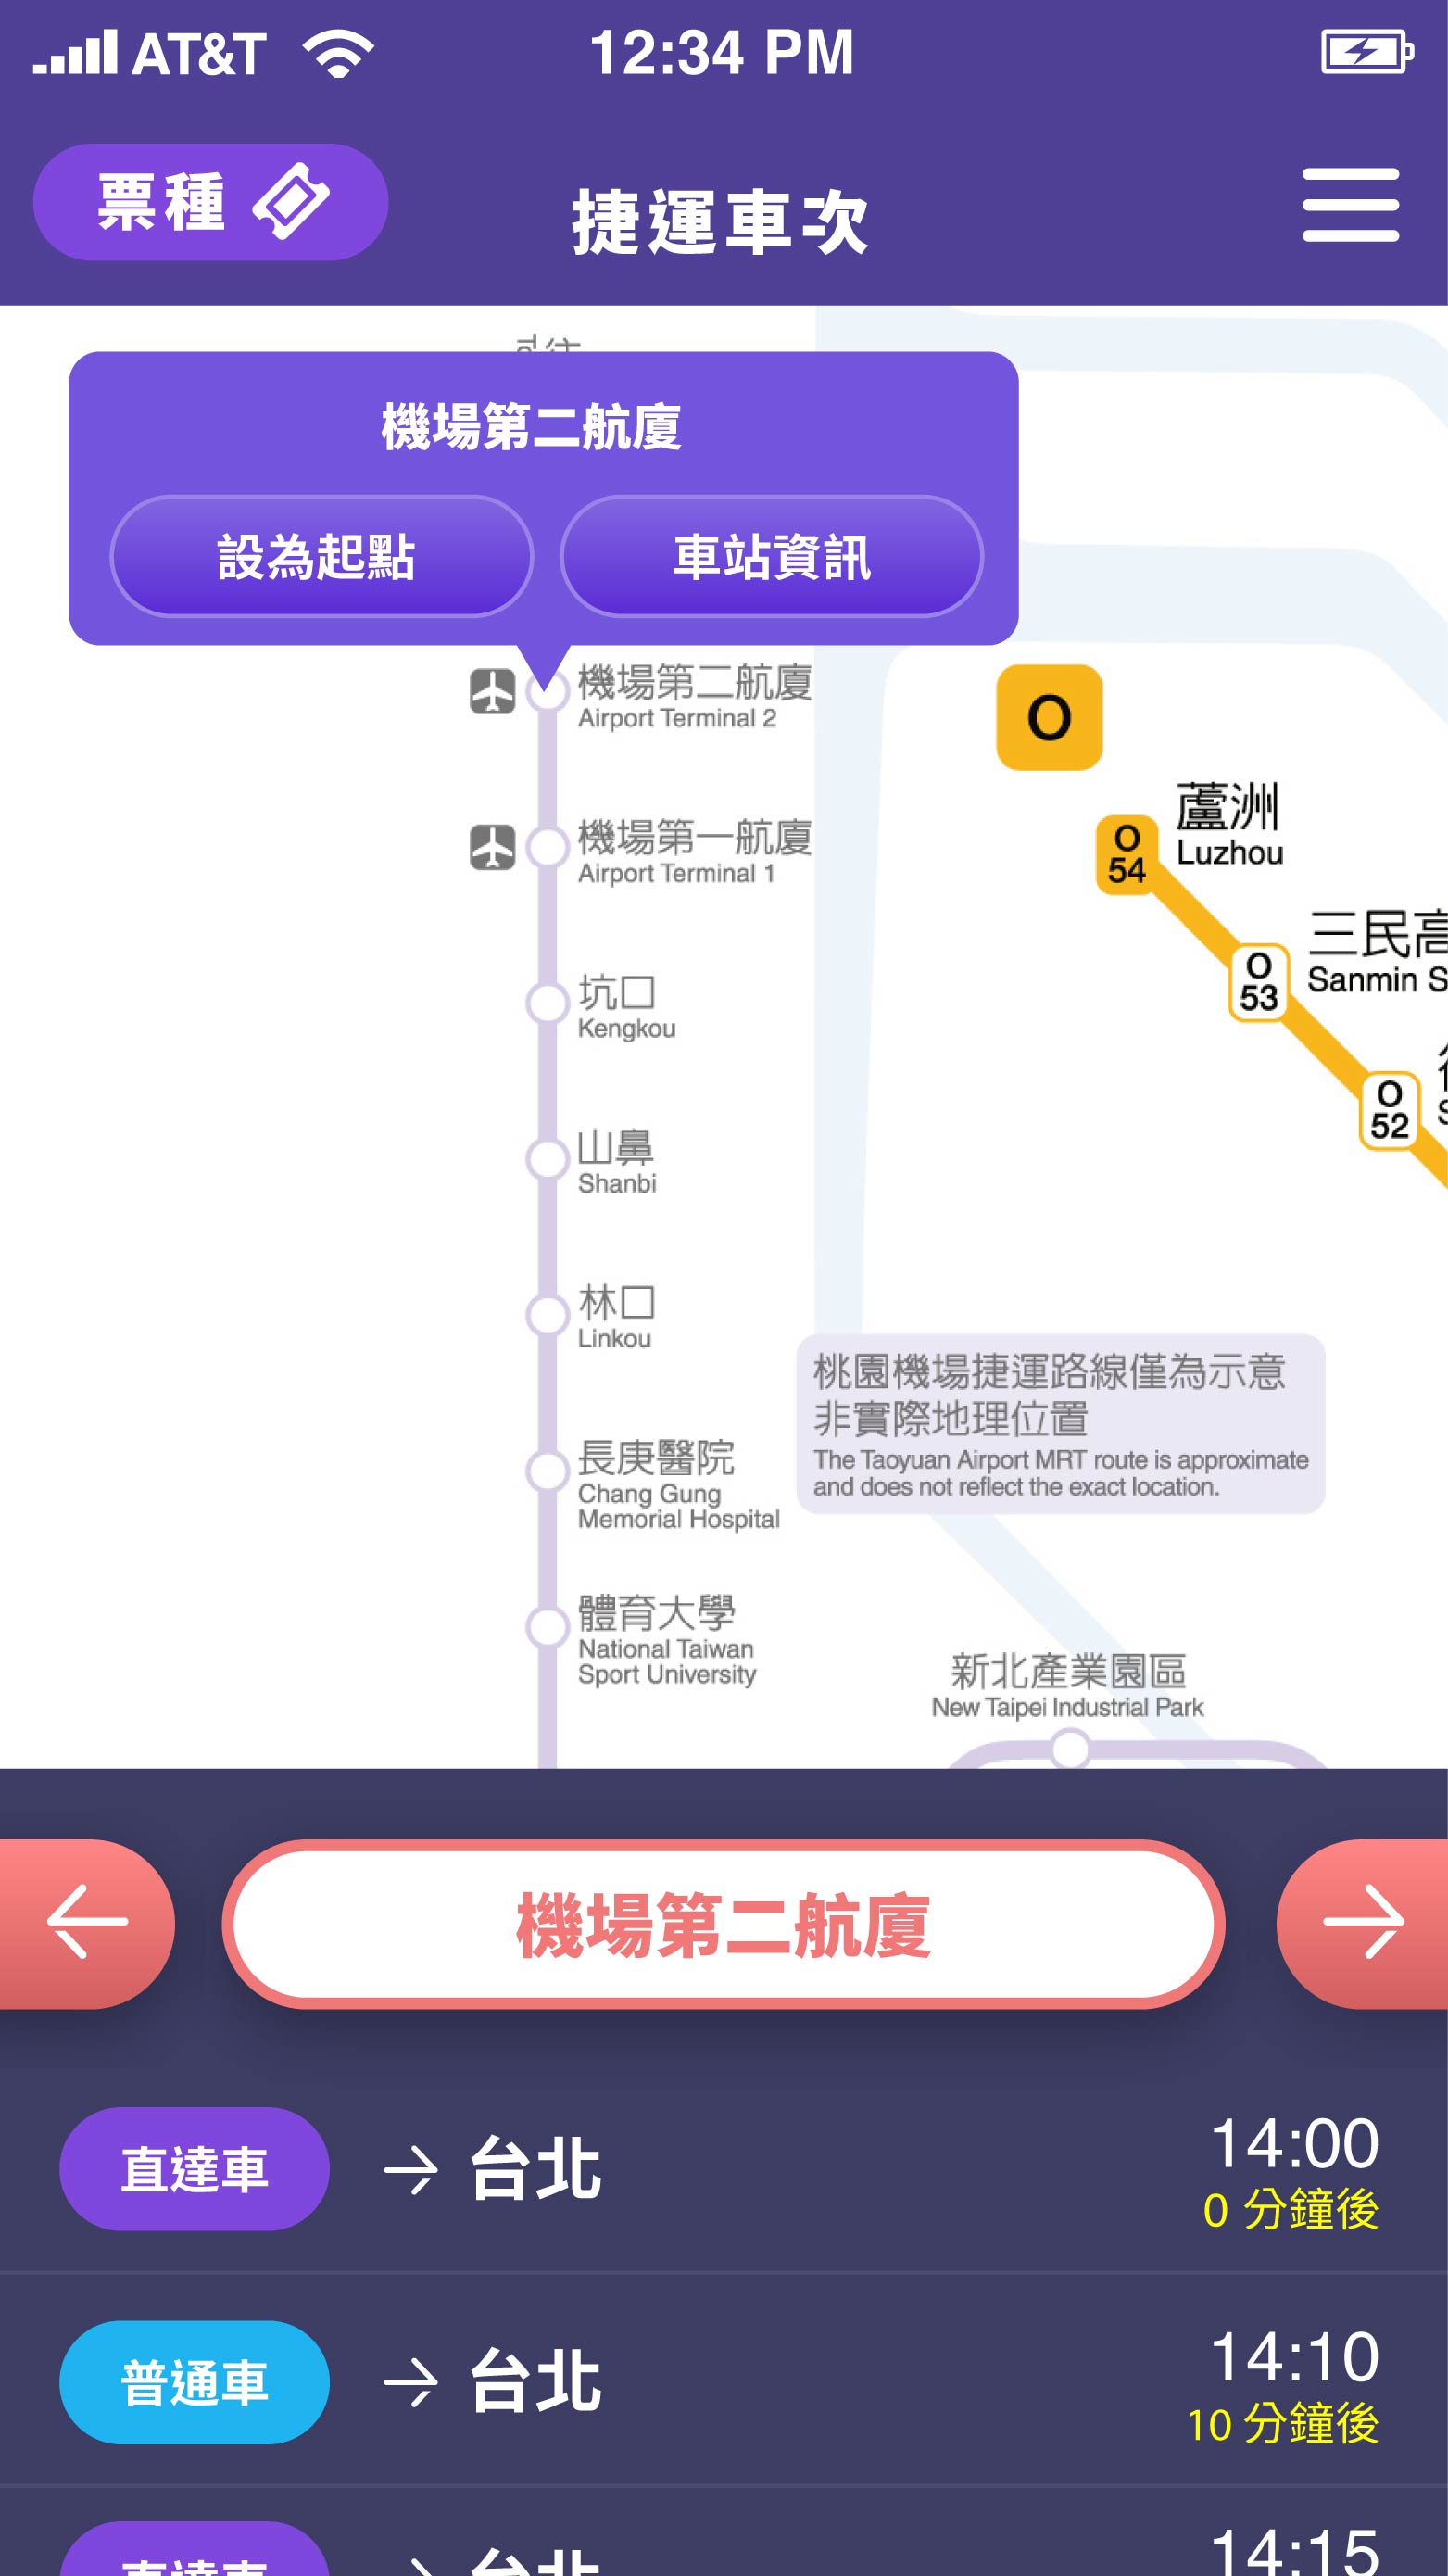 AT&T
12:34 PM
票種
捷運車次
機場第二航廈
設為起點
車站資訊
機場第二航廈
Airport Terminal 2
機場第一航廈
Airport Terminal 1
坑口
Kengkou
山鼻
Shanbi
林口
Linkou
長庚醫院
Chang Gung
Memorial Hospital
體育大學
National Taiwan
Sport University
O
蘆洲
Luzhou
O
54
三民高
Sanmin S
O
53
O
52
桃園機場捷運路線僅為示意
非實際地理位置
The Taoyuan Airport MRT route is approximate
and does not reflect the exact location.
新北產業園區
New Taipei Industrial Park
機場第二航廈
直達車
台北
14:00
0 分鐘後
普通車
台北
14:10
10 分鐘後
直達車
台北
14:15